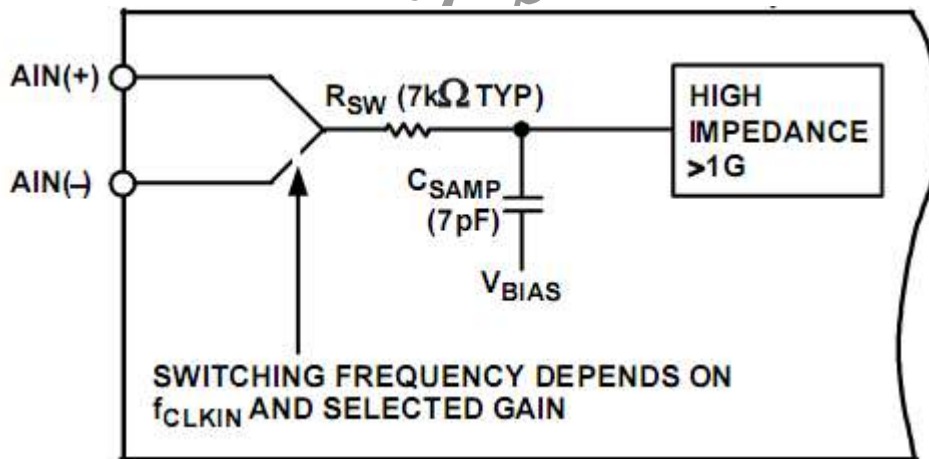 AIN(+)
AIN(–)
R_SW (7kΩ TYP)
HIGH
IMPEDANCE
>1G
C_SAMP
(7pF)
V_BIAS
SWITCHING FREQUENCY DEPENDS ON
f_CLKIN AND SELECTED GAIN